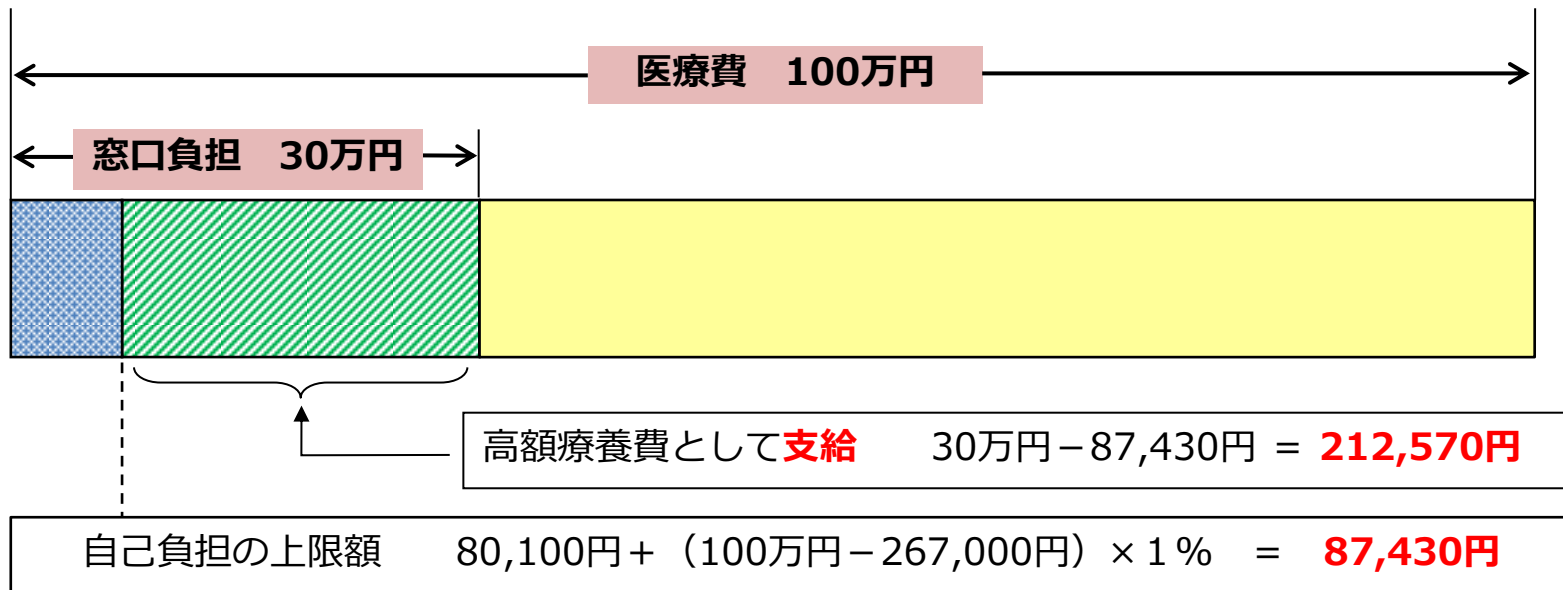 医療費　100万円
窓口負担　30万円
高額療養費として支給　　30万円－87,430円 = 212,570円
自己負担の上限額　　80,100円＋（100万円－267,000円）×1％　=　87,430円